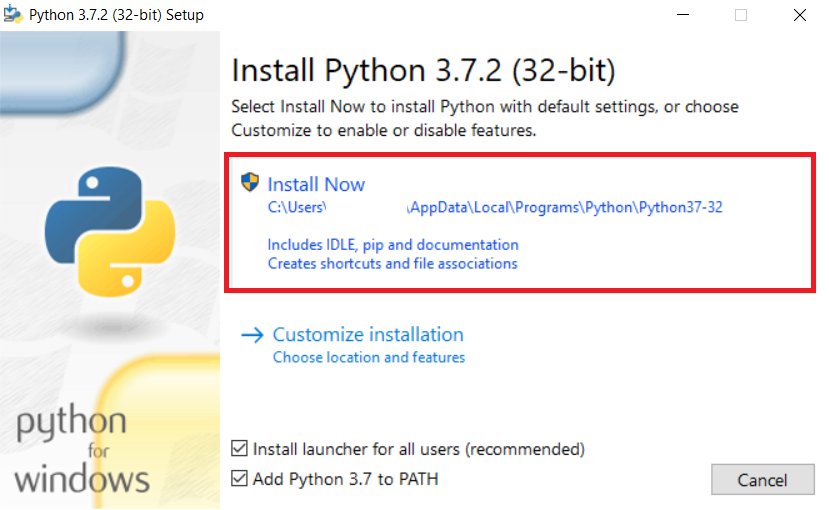 Python 3.7.2 (32-bit) Setup
Install Python 3.7.2 (32-bit)
Select Install Now to install Python with default settings, or choose
Customize to enable or disable features.
Install Now
C:\Users\ \AppData\Local\Programs\Python\Python37-32
Includes IDLE, pip and documentation
Creates shortcuts and file associations
Customize installation
Choose location and features
python
for
windows
Install launcher for all users (recommended)
Add Python 3.7 to PATH
Cancel